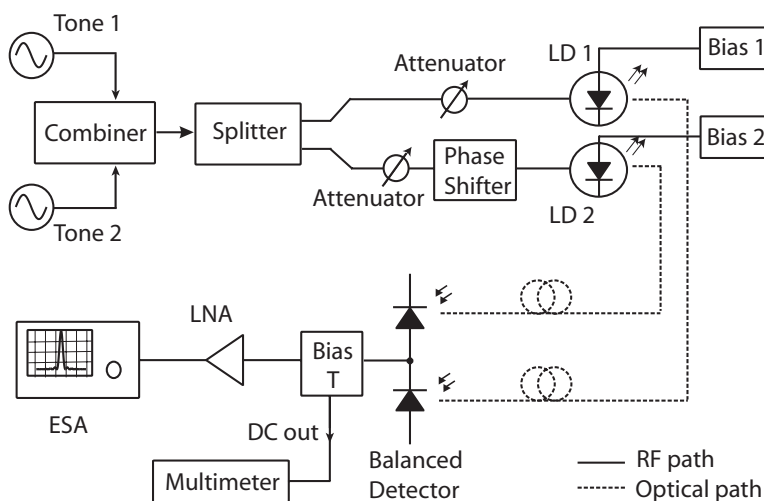 Tone 1
LD 1
Bias 1
Attenuator
Combiner
Splitter
Bias 2
Phase
Shifter
Attenuator
LD 2
Tone 2
LNA
Bias
T
ESA
DC out
Multimeter
Balanced
Detector
RF path
Optical path